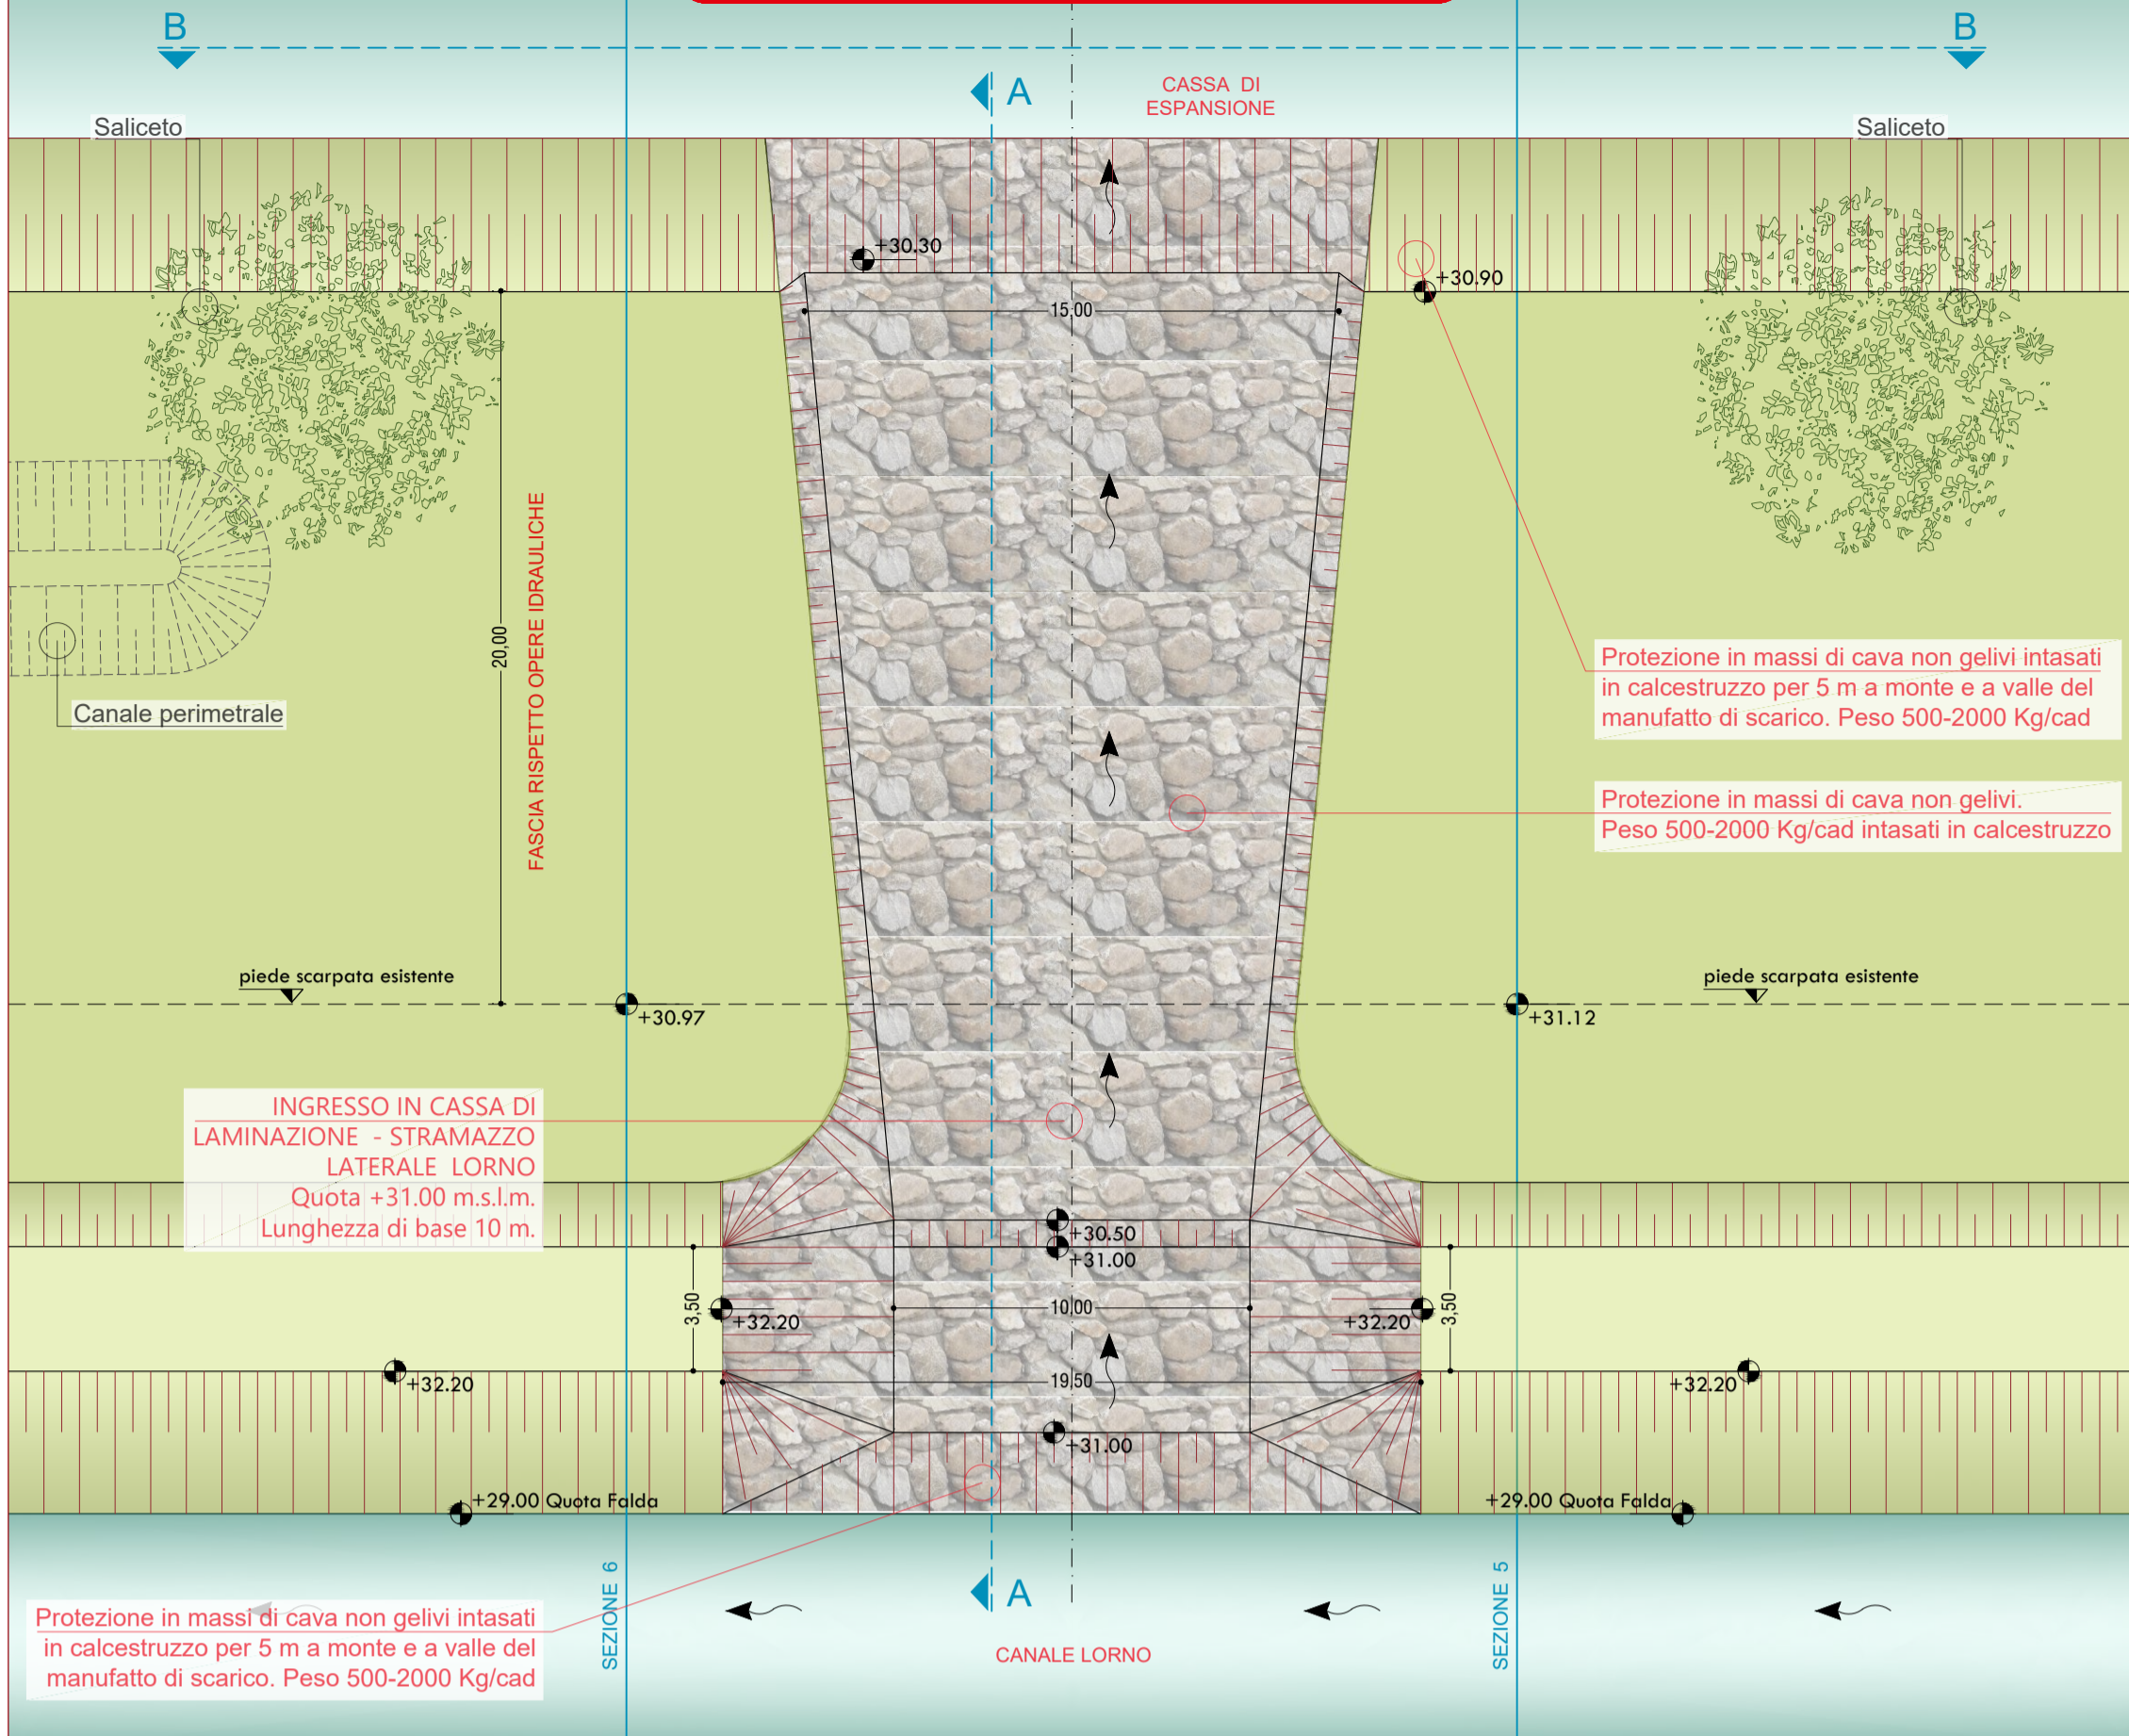 B
B
A
CASSA DI
ESPANSIONE
Saliceto
Saliceto
+30.30
+30.90
15.00
20,00
FASCIA RISPETTO OPERE IDRAULICHE
Canale perimetrale
Protezione in massi di cava non gelivi intasati
in calcestruzzo per 5 m a monte e a valle del
manufatto di scarico. Peso 500-2000 Kg/cad
Protezione in massi di cava non gelivi.
Peso 500-2000 Kg/cad intasati in calcestruzzo
piede scarpata esistente
piede scarpata esistente
+30.97
+31.12
INGRESSO IN CASSA DI
LAMINAZIONE - STRAMAZZO
LATERALE LORNO
Quota +31.00 m.s.l.m.
Lunghezza di base 10 m.
+30.50
+31.00
3,50
+32.20
10.00
+32.20
3,50
+32.20
19.50
+32.20
+31.00
+29.00 Quota Falda
+29.00 Quota Falda
SEZIONE 6
A
SEZIONE 5
Protezione in massi di cava non gelivi intasati
in calcestruzzo per 5 m a monte e a valle del
manufatto di scarico. Peso 500-2000 Kg/cad
CANALE LORNO